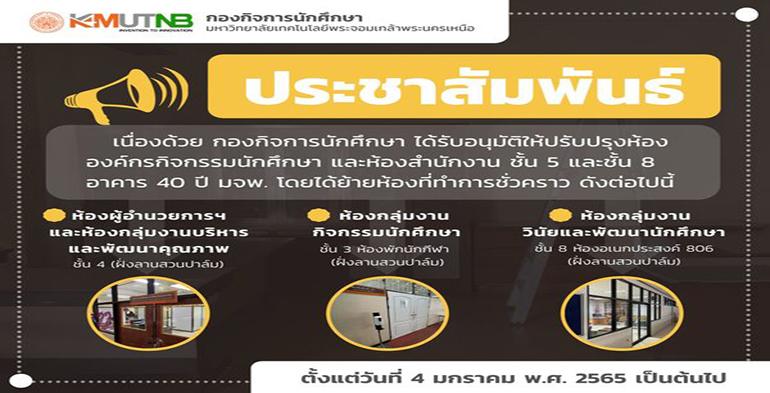 KMUTNB
INVENTION TO INNOVATION
กองกิจการนักศึกษา
มหาวิทยาลัยเทคโนโลยีพระจอมเกล้าพระนครเหนือ
ประชาสัมพันธ์
เนื่องด้วย กองกิจการนักศึกษา ได้รับอนุมัติให้ปรับปรุงห้อง
องค์กรกิจกรรมนักศึกษา และห้องสำนักงาน ชั้น 5 และชั้น 8
อาคาร 40 ปี มจพ. โดยได้ย้ายห้องที่ทำการชั่วคราว ดังต่อไปนี้
ห้องผู้อำนวยการฯ
และห้องกลุ่มงานบริหาร
และพัฒนาคุณภาพ
ชั้น 4 (ฝั่งลานสวนปาล์ม)
ห้องกลุ่มงาน
กิจกรรมนักศึกษา
ชั้น 3 ห้องพักนักกีฬา
(ฝั่งลานสวนปาล์ม)
ห้องกลุ่มงาน
วินัยและพัฒนานักศึกษา
ชั้น 8 ห้องอเนกประสงค์ 806
(ฝั่งลานสวนปาล์ม)
ตั้งแต่วันที่ 4 มกราคม พ.ศ. 2565 เป็นต้นไป